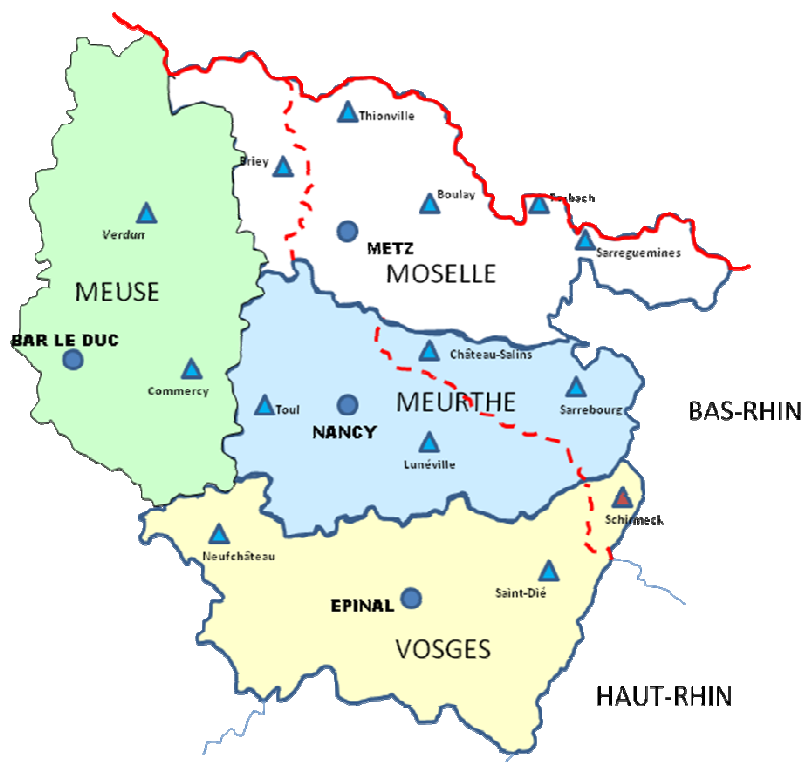 Thionville
Briey
Boulay
Verdun
METZ
Sarreguemines
MOSELLE
MEUSE
BAR LE DUC
Château-Salins
Commercy
MEURTHE
Toul
Sarrebourg
BAS-RHIN
NANCY
Lunéville
Schirmeck
Neufchâteau
Saint-Dié
EPINAL
VOSGES
HAUT-RHIN